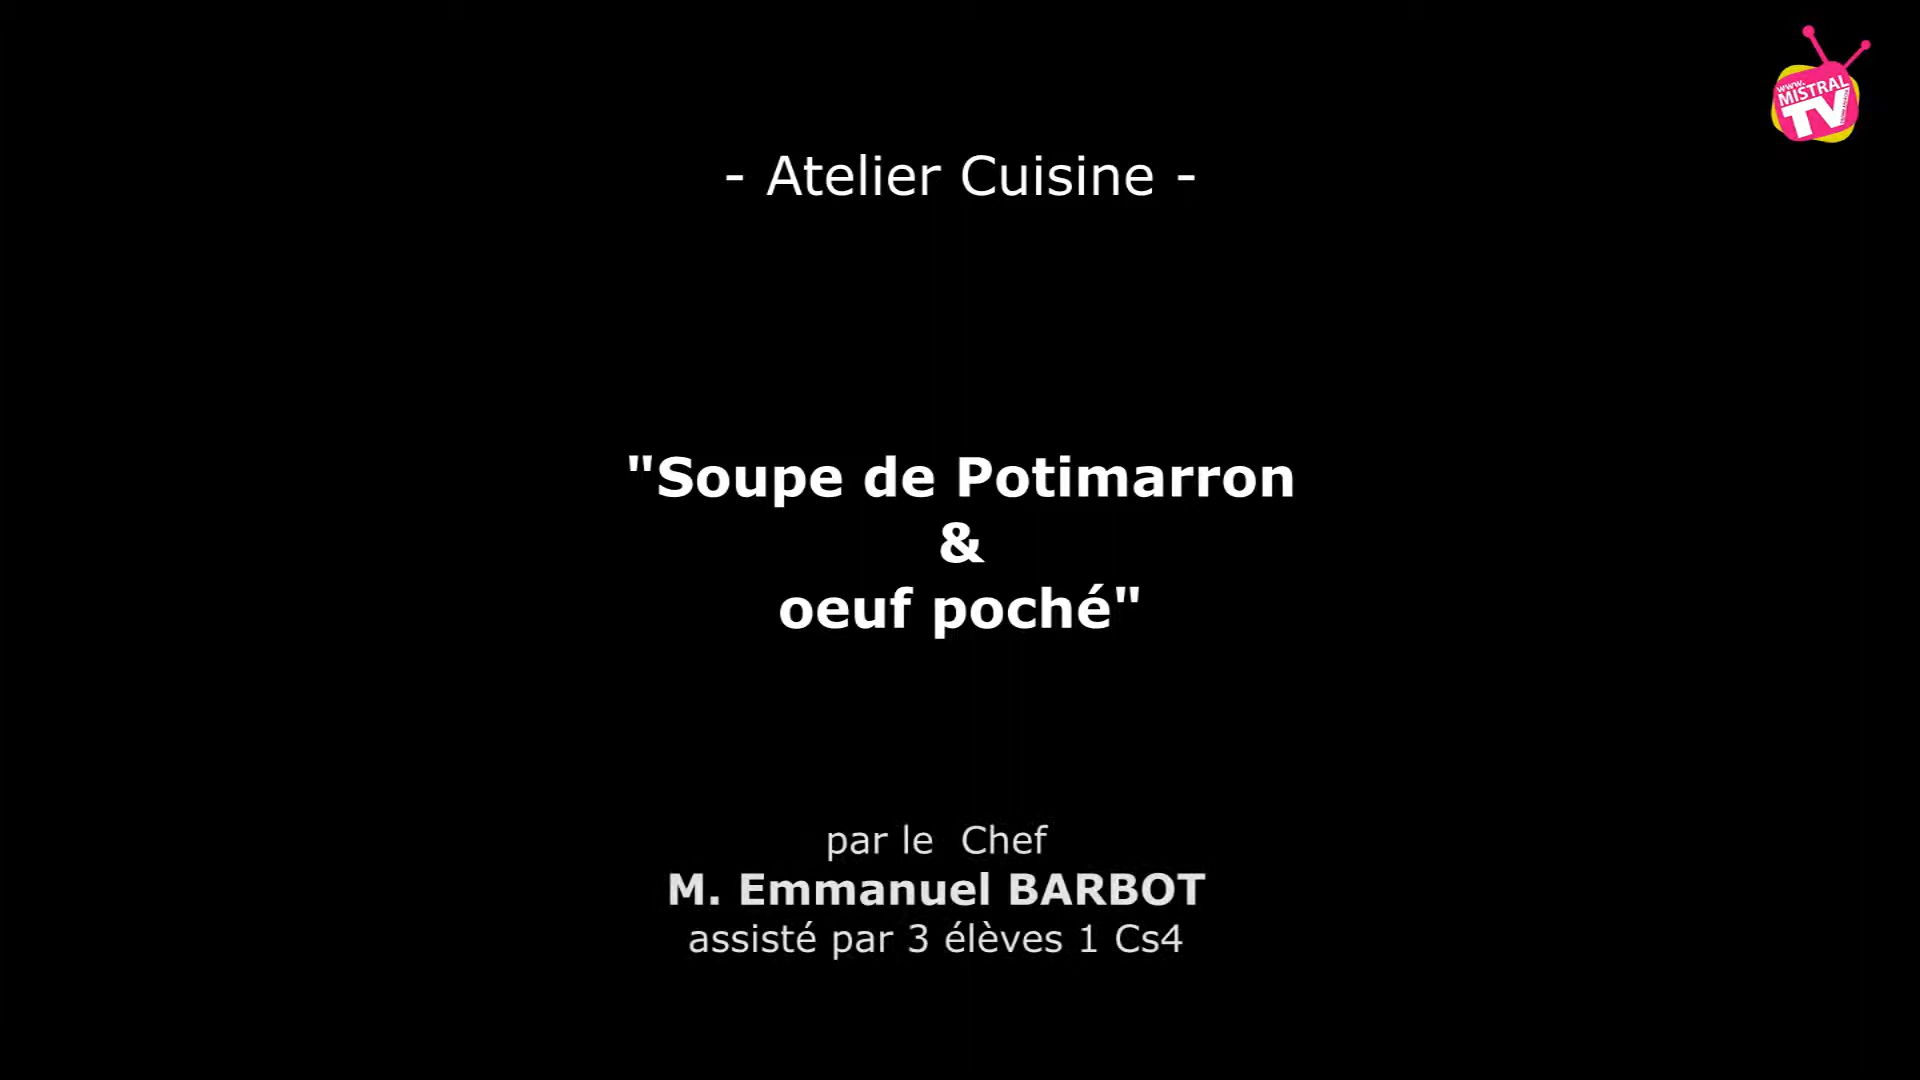 www.
MISTRAL
TV
- Atelier Cuisine -
"Soupe de Potimarron
&
oeuf poché"
par le  Chef
M. Emmanuel BARBOT
assisté par 3 élèves 1 Cs4